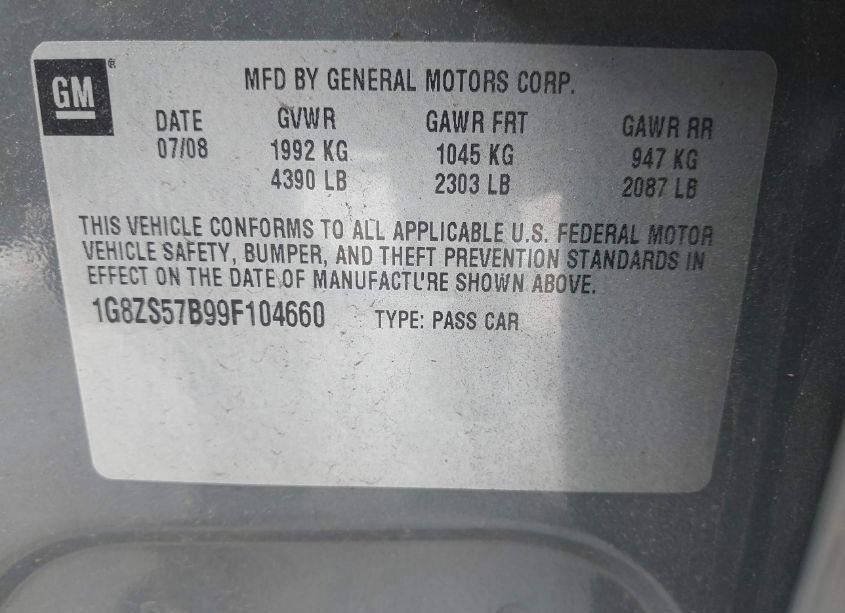 GM®
MFD BY GENERAL MOTORS CORP.
DATE GVWR GAWR FRT GAWR RR
07/08 1992 KG 1045 KG 947 KG
4390 LB 2303 LB 2087 LB
THIS VEHICLE CONFORMS TO ALL APPLICABLE U.S. FEDERAL MOTOR
VEHICLE SAFETY, BUMPER, AND THEFT PREVENTION STANDARDS IN
EFFECT ON THE DATE OF MANUFACTURE SHOWN ABOVE.
1G8ZS57B99F104660 TYPE: PASS CAR